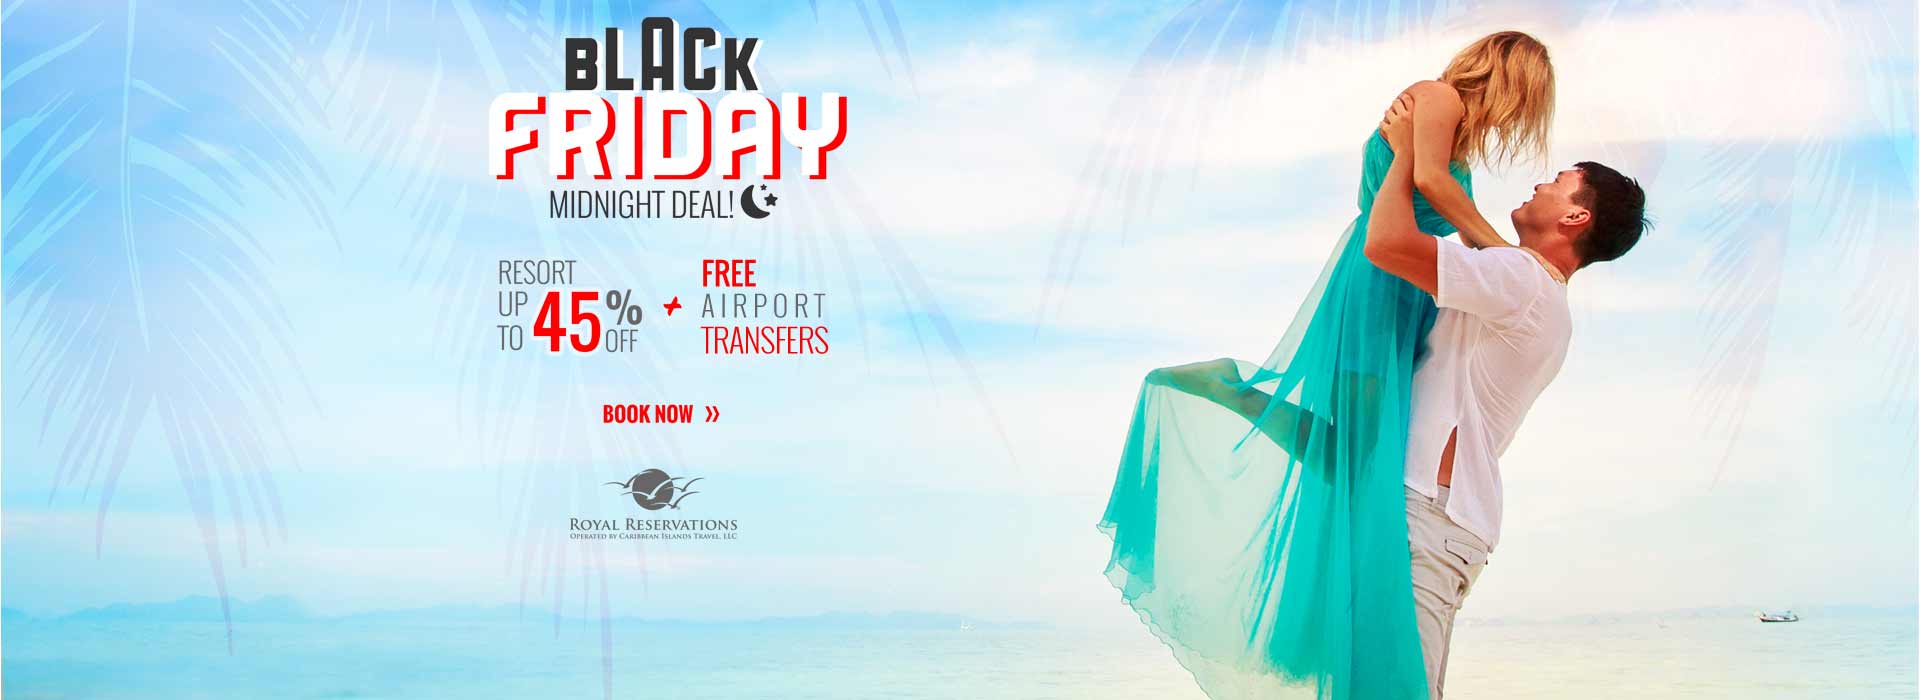 BLACK
FRIDAY
MIDNIGHT DEAL!
RESORT
UP TO 45% OFF
+
FREE
AIRPORT
TRANSFERS
BOOK NOW »
ROYAL RESERVATIONS
OPERATED BY CARIBBEAN ISLANDS TRAVEL, LLC